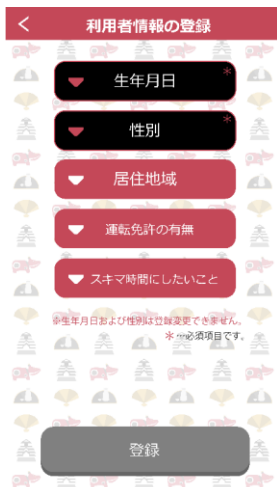 利用者情報の登録
生年月日 *
性別 *
居住地域
運転免許の有無
スキマ時間にしたいこと
※生年月日および性別は登録変更できません。
* …必須項目です。
登録